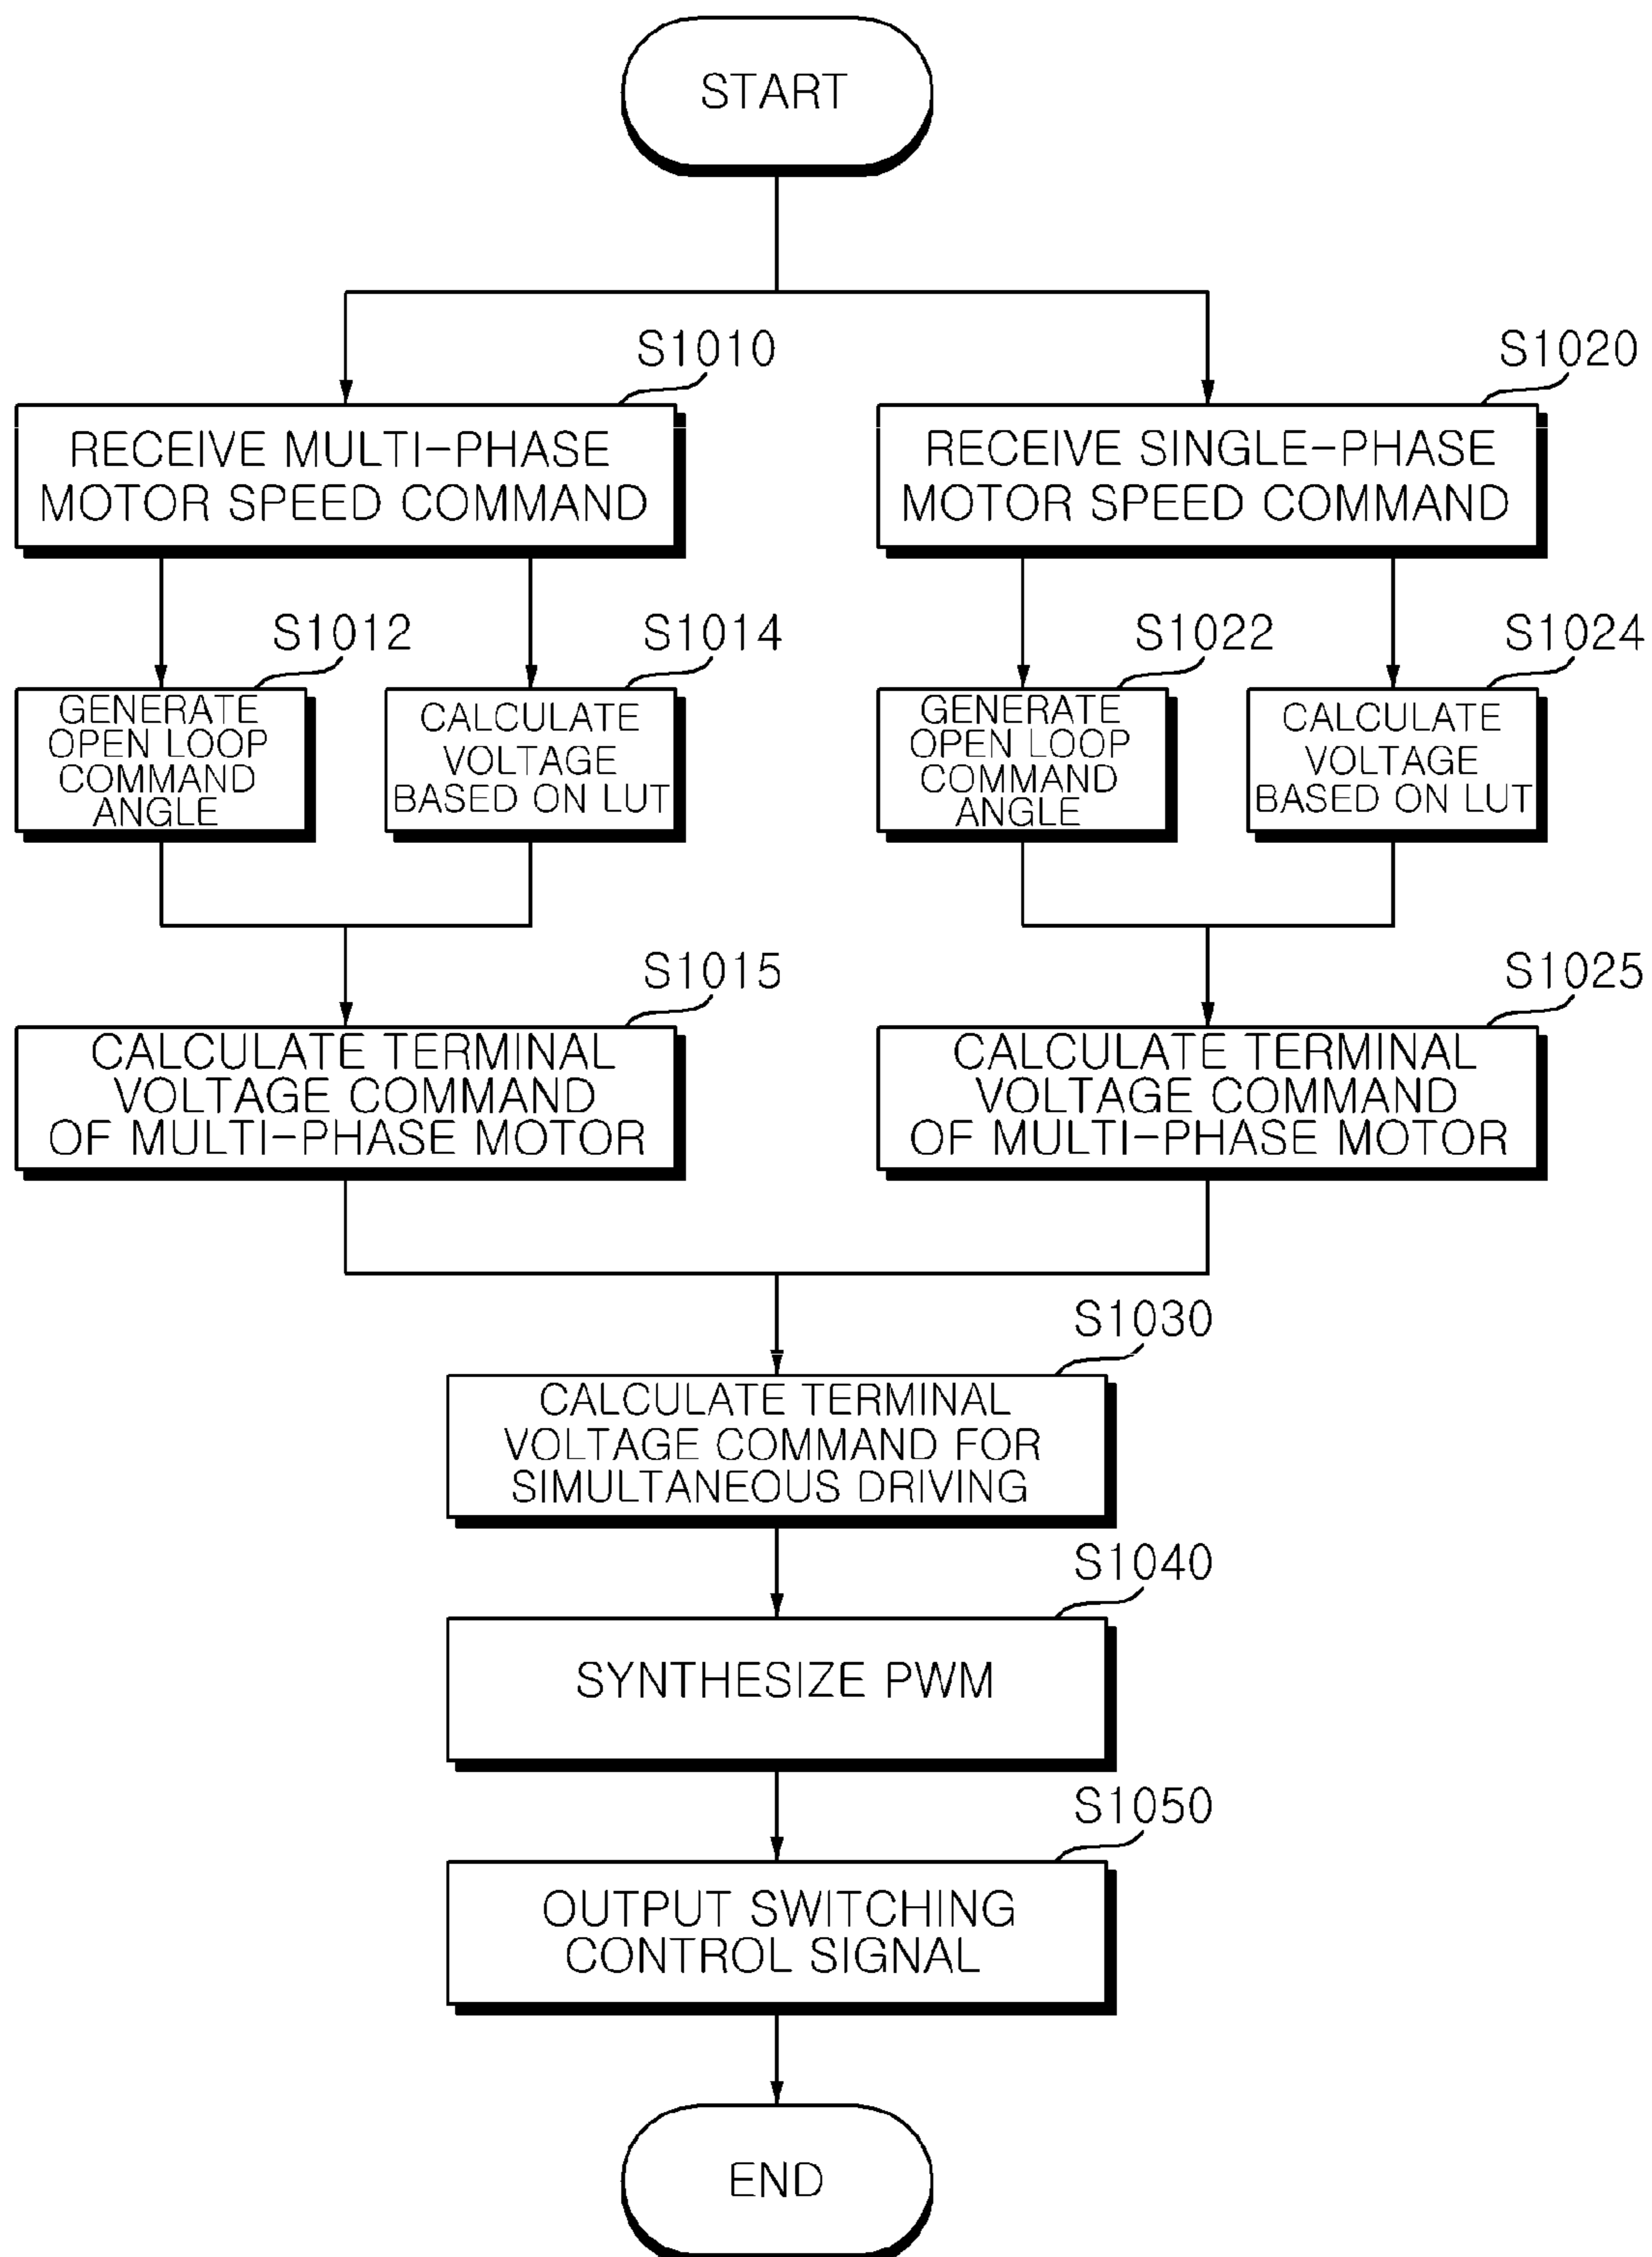 START
S1010
RECEIVE MULTI-PHASE
MOTOR SPEED COMMAND
S1020
RECEIVE SINGLE-PHASE
MOTOR SPEED COMMAND
S1012
GENERATE
OPEN LOOP
COMMAND
ANGLE
S1014
CALCULATE
VOLTAGE
BASED ON LUT
S1022
GENERATE
OPEN LOOP
COMMAND
ANGLE
S1024
CALCULATE
VOLTAGE
BASED ON LUT
S1015
CALCULATE TERMINAL
VOLTAGE COMMAND
OF MULTI-PHASE MOTOR
S1025
CALCULATE TERMINAL
VOLTAGE COMMAND
OF MULTI-PHASE MOTOR
S1030
CALCULATE TERMINAL
VOLTAGE COMMAND FOR
SIMULTANEOUS DRIVING
S1040
SYNTHESIZE PWM
S1050
OUTPUT SWITCHING
CONTROL SIGNAL
END